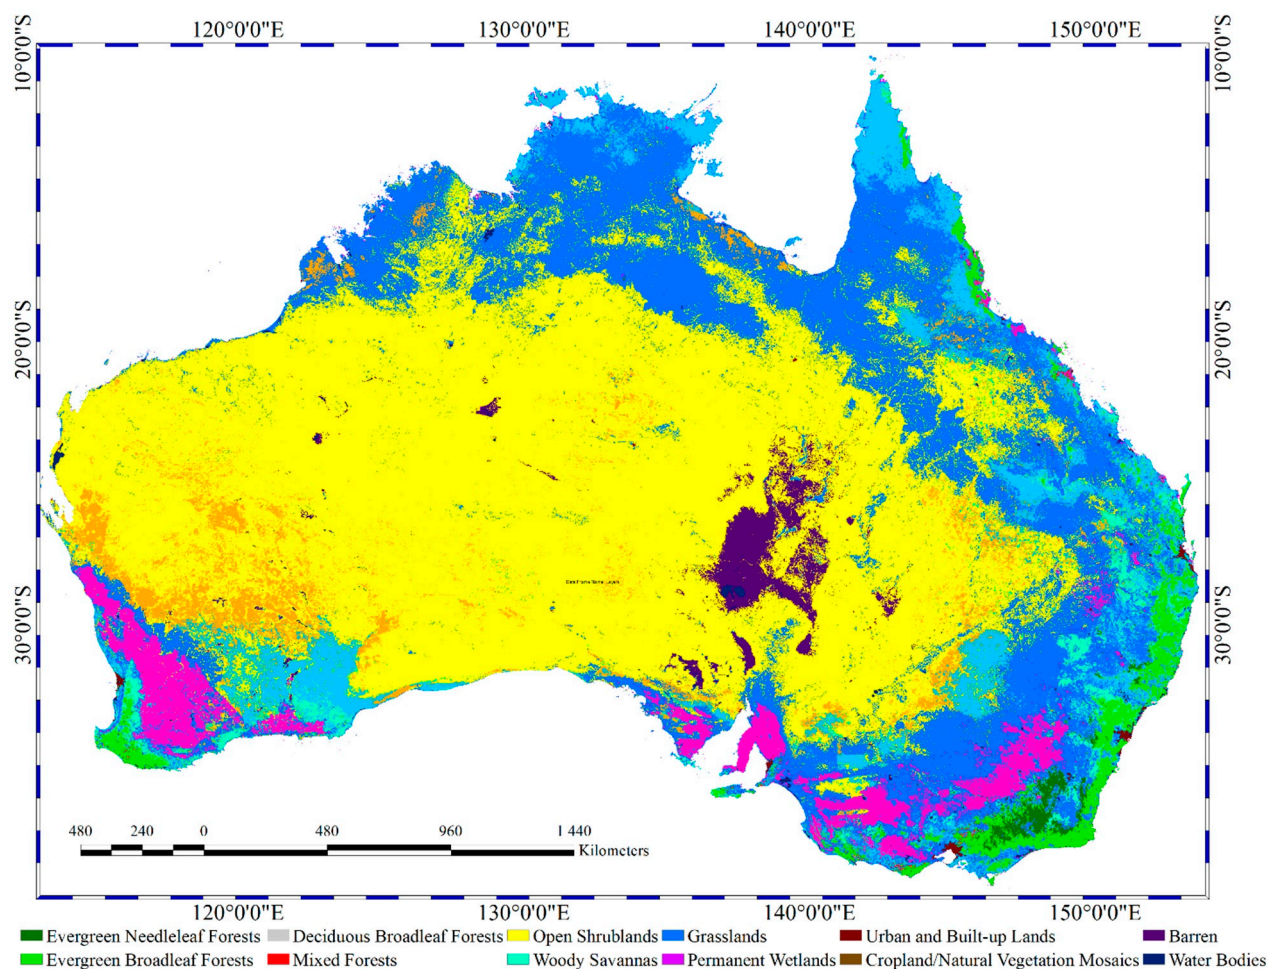 120°0'0"E 130°0'0"E 140°0'0"E 150°0'0"E
10°0'0"S 10°0'0"S
20°0'0"S 20°0'0"S
30°0'0"S 30°0'0"S
480 240 0 480 960 1 440
Kilometers
120°0'0"E 130°0'0"E 140°0'0"E 150°0'0"E
Evergreen Needleleaf Forests Deciduous Broadleaf Forests Open Shrublands Grasslands Urban and Built-up Lands Barren
Evergreen Broadleaf Forests Mixed Forests Woody Savannas Permanent Wetlands Cropland/Natural Vegetation Mosaics Water Bodies